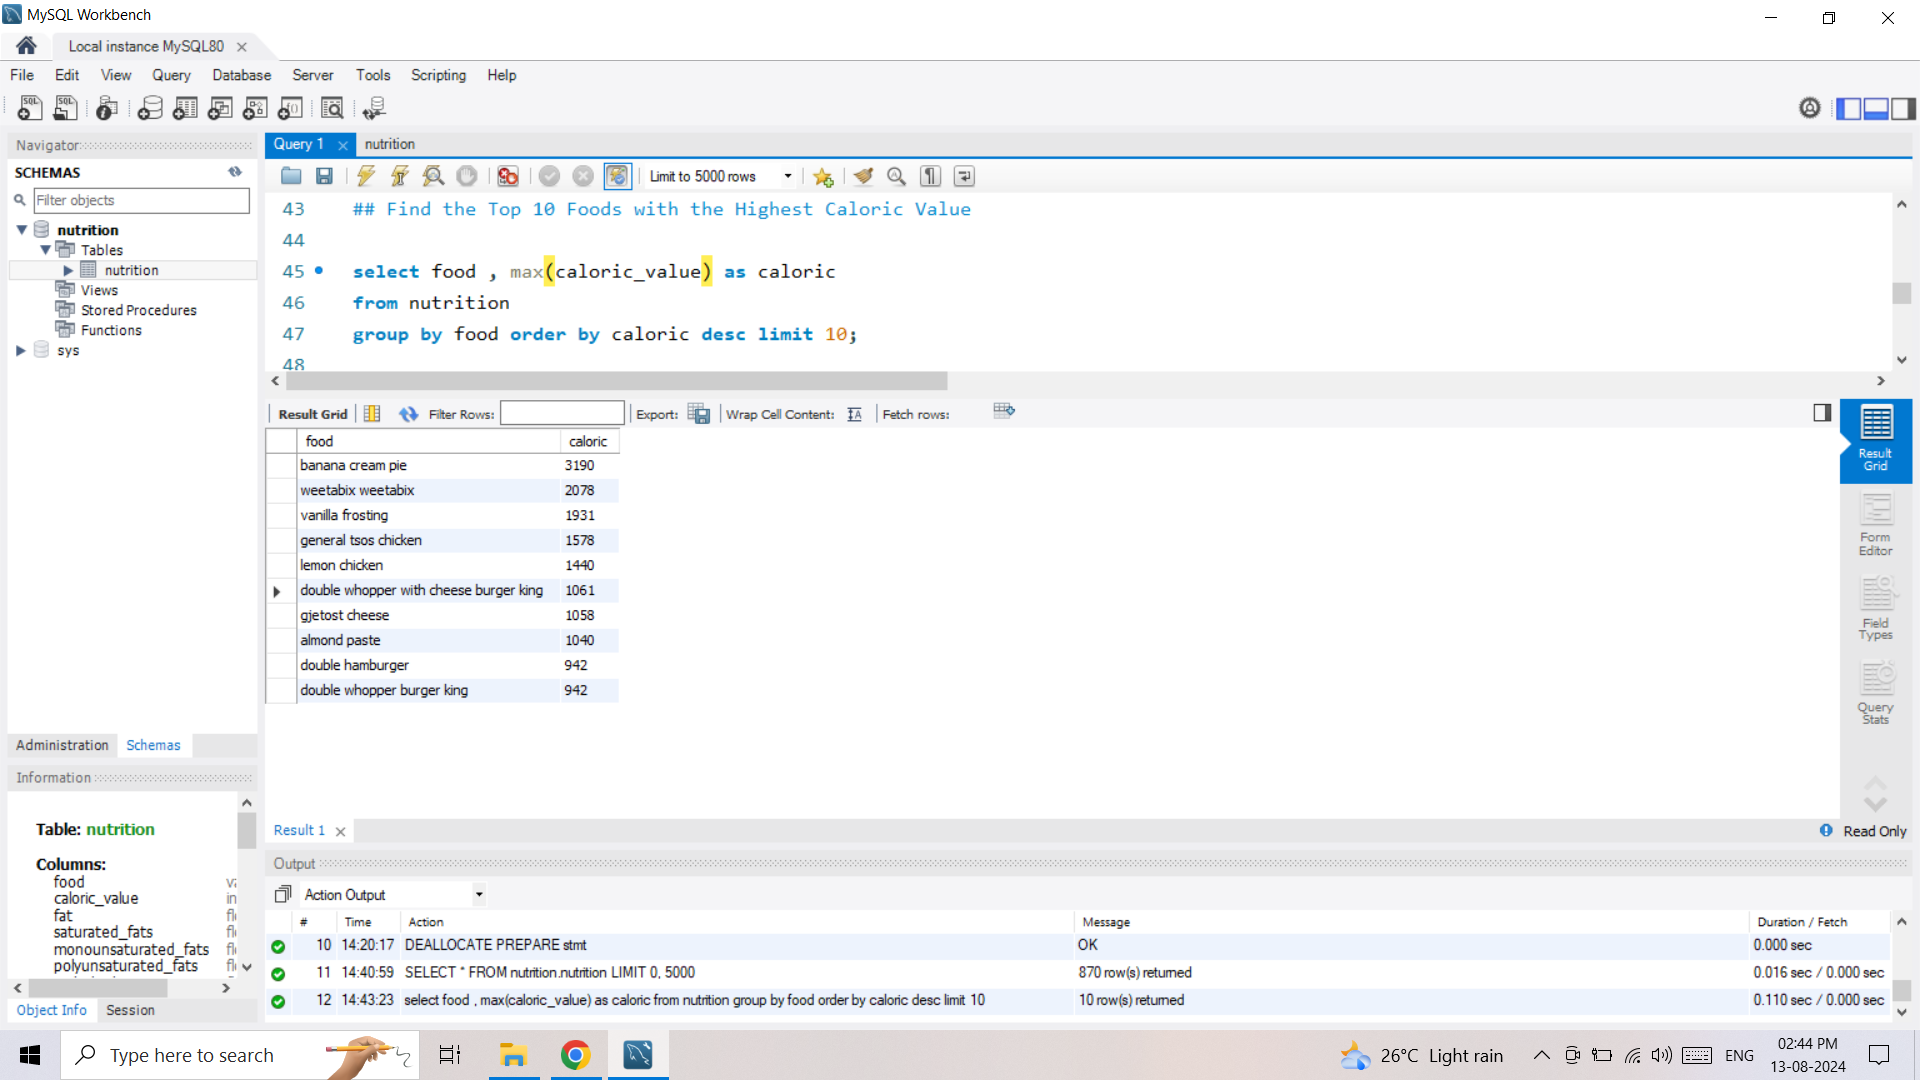 MySQL Workbench
Local instance MySQL80
File Edit View Query Database Server Tools Scripting Help
Navigator
SCHEMAS
Filter objects
nutrition
Tables
nutrition
Views
Stored Procedures
Functions
sys
Administration Schemas
Information
Table: nutrition
Columns:
food
caloric_value
fat
saturated_fats
monounsaturated_fats
polyunsaturated_fats
Object Info Session
Query 1 nutrition
Limit to 5000 rows
43 ## Find the Top 10 Foods with the Highest Caloric Value
44
45 select food , max(caloric_value) as caloric
46 from nutrition
47 group by food order by caloric desc limit 10;
48
Result Grid Filter Rows: Export: Wrap Cell Content: Fetch rows:
food caloric
banana cream pie 3190
weetabix weetabix 2078
vanilla frosting 1931
general tsos chicken 1578
lemon chicken 1440
double whopper with cheese burger king 1061
gjetost cheese 1058
almond paste 1040
double hamburger 942
double whopper burger king 942
Result Grid
Form Editor
Field Types
Query Stats
Result 1
Read Only
Output
Action Output
# Time Action Message Duration / Fetch
10 14:20:17 DEALLOCATE PREPARE stmt OK 0.000 sec
11 14:40:59 SELECT * FROM nutrition.nutrition LIMIT 0, 5000 870 row(s) returned 0.016 sec / 0.000 sec
12 14:43:23 select food , max(caloric_value) as caloric from nutrition group by food order by caloric desc limit 10 10 row(s) returned 0.110 sec / 0.000 sec
Type here to search
26°C Light rain
ENG
02:44 PM
13-08-2024